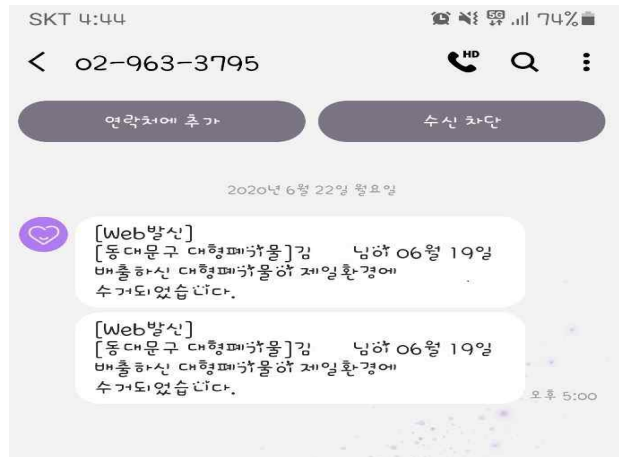 SKT 4:44
5G
74%
02-963-3795
HD
연락처에 추가
수신 차단
2020년 6월 22일 월요일
[Web발신]
[동대문구 대형폐기물]김 님이 06월 19일
배출하신 대형폐기물이 제일환경에
수거되었습니다.
[Web발신]
[동대문구 대형폐기물]김 님이 06월 19일
배출하신 대형폐기물이 제일환경에
수거되었습니다.
오후 5:00